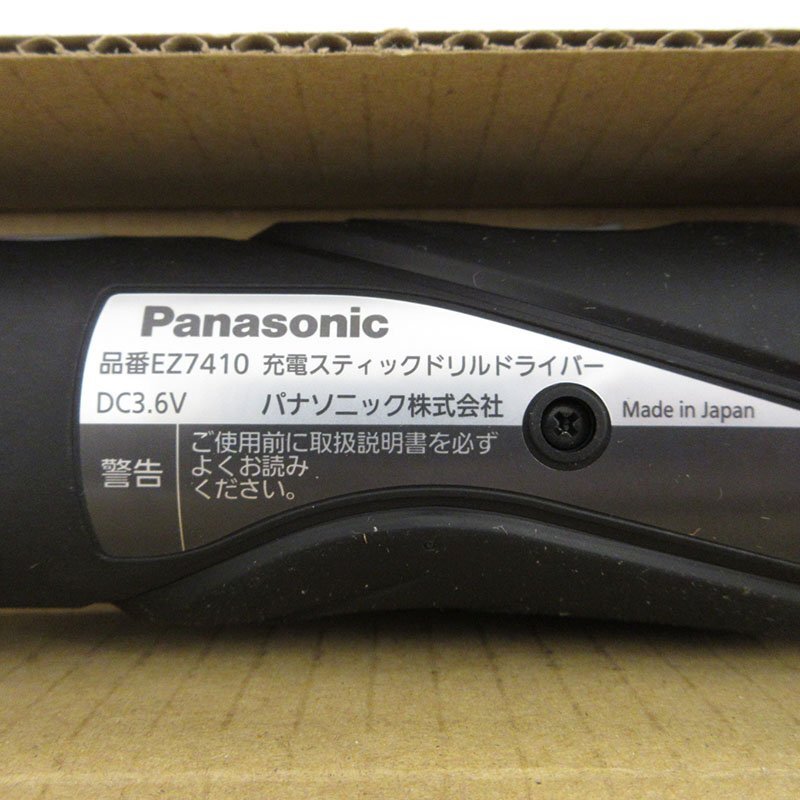 Panasonic
品番EZ7410 充電スティックドリルドライバー
DC3.6V パナソニック株式会社 Made in Japan
警告
ご使用前に取扱説明書を必ず
よくお読み
ください。